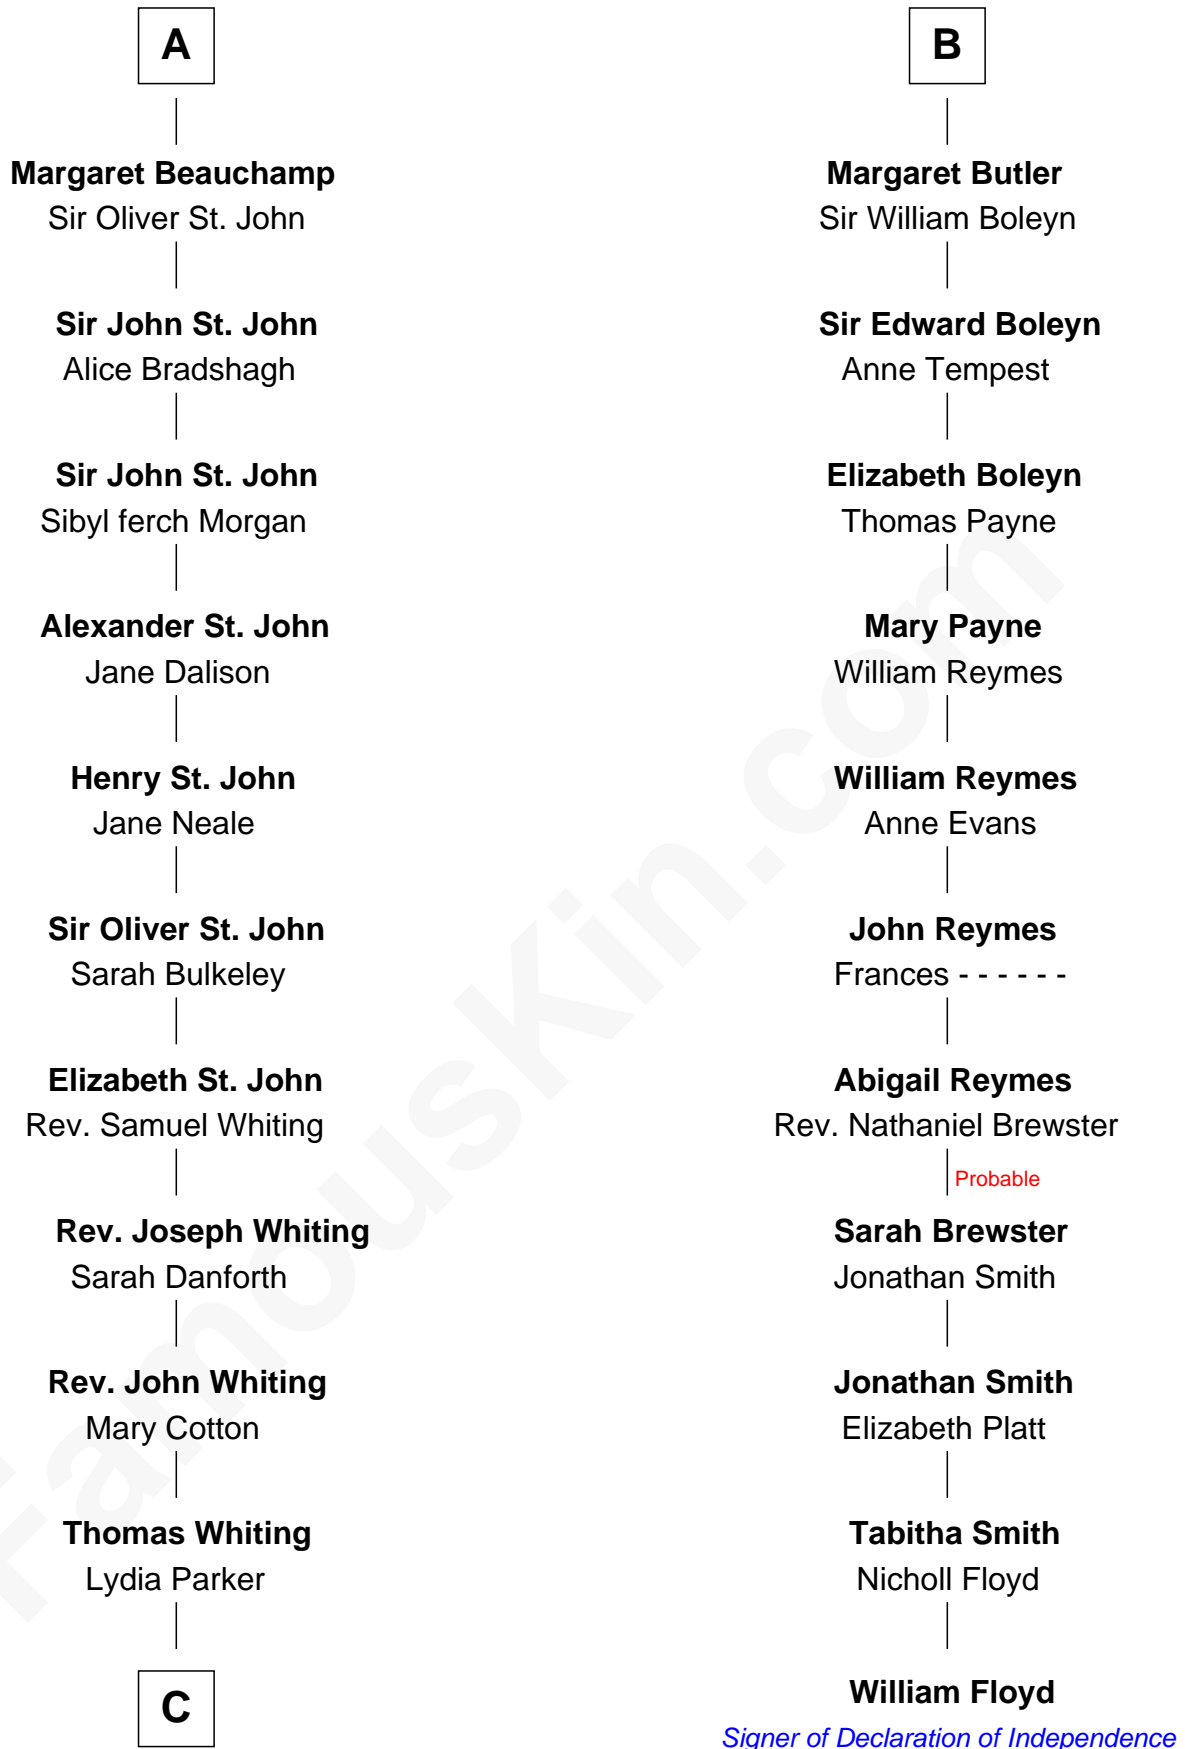 A
Margaret Beauchamp
Sir Oliver St. John
Sir John St. John
Alice Bradshagh
Sir John St. John
Sibyl ferch Morgan
Alexander St. John
Jane Dalison
Henry St. John
Jane Neale
Sir Oliver St. John
Sarah Bulkeley
Elizabeth St. John
Rev. Samuel Whiting
Rev. Joseph Whiting
Sarah Danforth
Rev. John Whiting
Mary Cotton
Thomas Whiting
Lydia Parker
C
B
Margaret Butler
Sir William Boleyn
Sir Edward Boleyn
Anne Tempest
Elizabeth Boleyn
Thomas Payne
Mary Payne
William Reymes
William Reymes
Anne Evans
John Reymes
Frances - - - - - -
Abigail Reymes
Rev. Nathaniel Brewster
Probable
Sarah Brewster
Jonathan Smith
Jonathan Smith
Elizabeth Platt
Tabitha Smith
Nicholl Floyd
William Floyd
Signer of Declaration of Independence
FamousKin.com